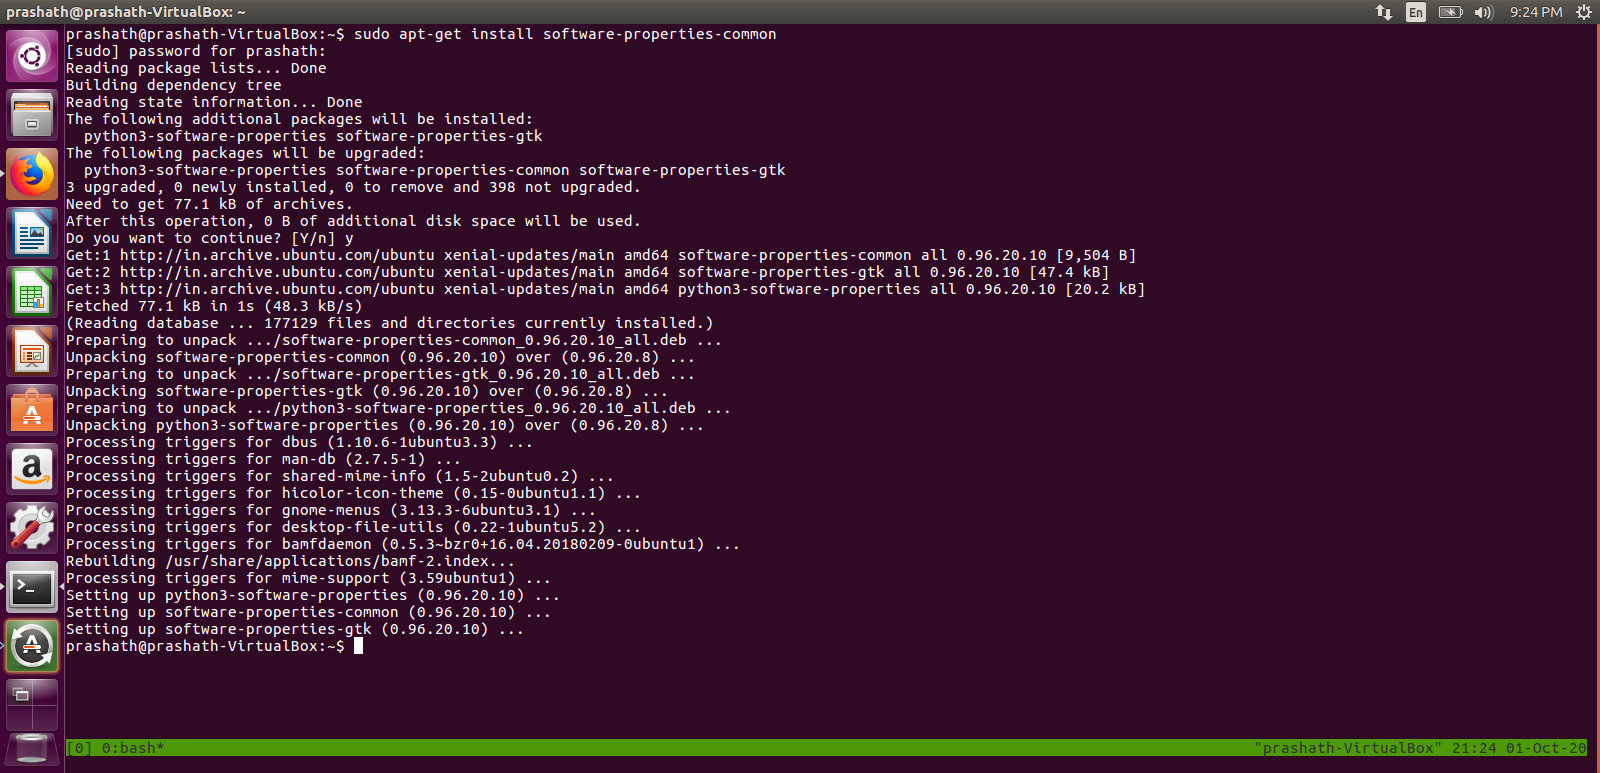 prashath@prashath-VirtualBox: ~
En
9:24 PM
prashath@prashath-VirtualBox:~$ sudo apt-get install software-properties-common
[sudo] password for prashath:
Reading package lists... Done
Building dependency tree
Reading state information... Done
The following additional packages will be installed:
  python3-software-properties software-properties-gtk
The following packages will be upgraded:
  python3-software-properties software-properties-common software-properties-gtk
3 upgraded, 0 newly installed, 0 to remove and 398 not upgraded.
Need to get 77.1 kB of archives.
After this operation, 0 B of additional disk space will be used.
Do you want to continue? [Y/n] y
Get:1 http://in.archive.ubuntu.com/ubuntu xenial-updates/main amd64 software-properties-common all 0.96.20.10 [9,504 B]
Get:2 http://in.archive.ubuntu.com/ubuntu xenial-updates/main amd64 software-properties-gtk all 0.96.20.10 [47.4 kB]
Get:3 http://in.archive.ubuntu.com/ubuntu xenial-updates/main amd64 python3-software-properties all 0.96.20.10 [20.2 kB]
Fetched 77.1 kB in 1s (48.3 kB/s)
(Reading database ... 177129 files and directories currently installed.)
Preparing to unpack .../software-properties-common_0.96.20.10_all.deb ...
Unpacking software-properties-common (0.96.20.10) over (0.96.20.8) ...
Preparing to unpack .../software-properties-gtk_0.96.20.10_all.deb ...
Unpacking software-properties-gtk (0.96.20.10) over (0.96.20.8) ...
Preparing to unpack .../python3-software-properties_0.96.20.10_all.deb ...
Unpacking python3-software-properties (0.96.20.10) over (0.96.20.8) ...
Processing triggers for dbus (1.10.6-1ubuntu3.3) ...
Processing triggers for man-db (2.7.5-1) ...
Processing triggers for shared-mime-info (1.5-2ubuntu0.2) ...
Processing triggers for hicolor-icon-theme (0.15-0ubuntu1.1) ...
Processing triggers for gnome-menus (3.13.3-6ubuntu3.1) ...
Processing triggers for desktop-file-utils (0.22-1ubuntu5.2) ...
Processing triggers for bamfdaemon (0.5.3~bzr0+16.04.20180209-0ubuntu1) ...
Rebuilding /usr/share/applications/bamf-2.index...
Processing triggers for mime-support (3.59ubuntu1) ...
Setting up python3-software-properties (0.96.20.10) ...
Setting up software-properties-common (0.96.20.10) ...
Setting up software-properties-gtk (0.96.20.10) ...
prashath@prashath-VirtualBox:~$
[0] 0:bash*
"prashath-VirtualBox" 21:24 01-Oct-20